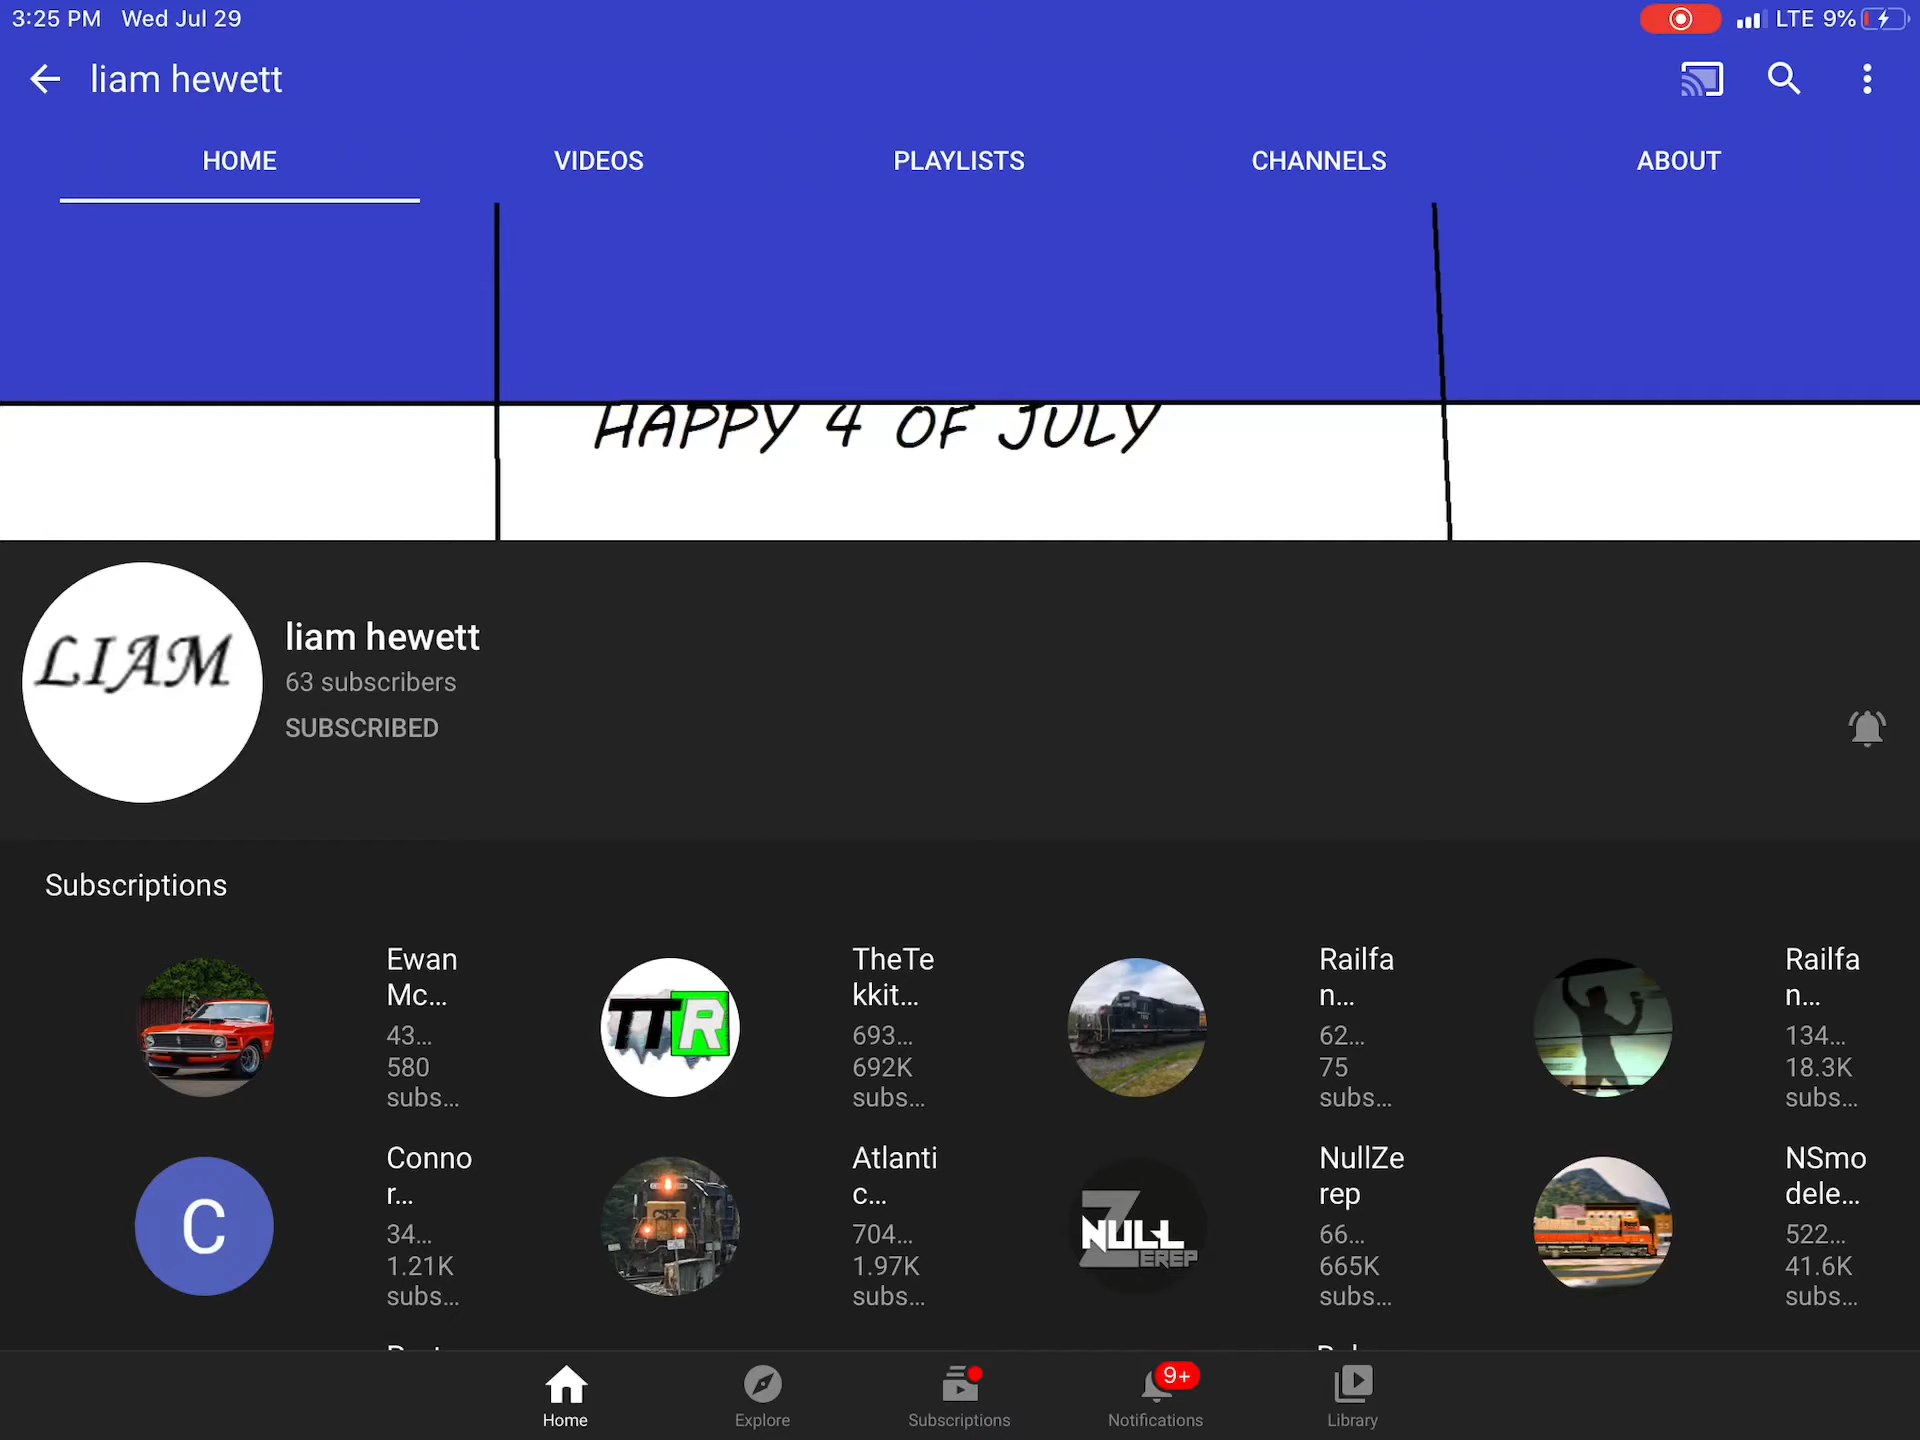 3:25 PM Wed Jul 29
LTE 9%
liam hewett
HOME VIDEOS PLAYLISTS CHANNELS ABOUT
HAPPY 4 OF JULY
LIAM
liam hewett
63 subscribers
SUBSCRIBED
Subscriptions
Ewan
Mc...
43...
580
subs...
TTR
TheTe
kkit...
693...
692K
subs...
Railfa
n...
62...
75
subs...
Railfa
n...
134...
18.3K
subs...
C
Conno
r...
34...
1.21K
subs...
CSX
Atlanti
c...
704...
1.97K
subs...
NULL
ZEREP
NullZe
rep
66...
665K
subs...
NSmo
dele...
522...
41.6K
subs...
9+
Home Explore Subscriptions Notifications Library